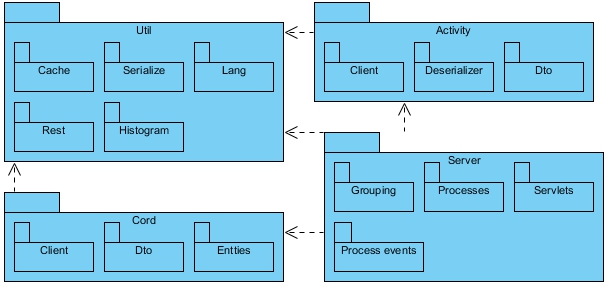 Util
Cache
Serialize
Lang
Rest
Histogram
Activity
Client
Deserializer
Dto
Cord
Client
Dto
Entties
Server
Grouping
Processes
Servlets
Process events